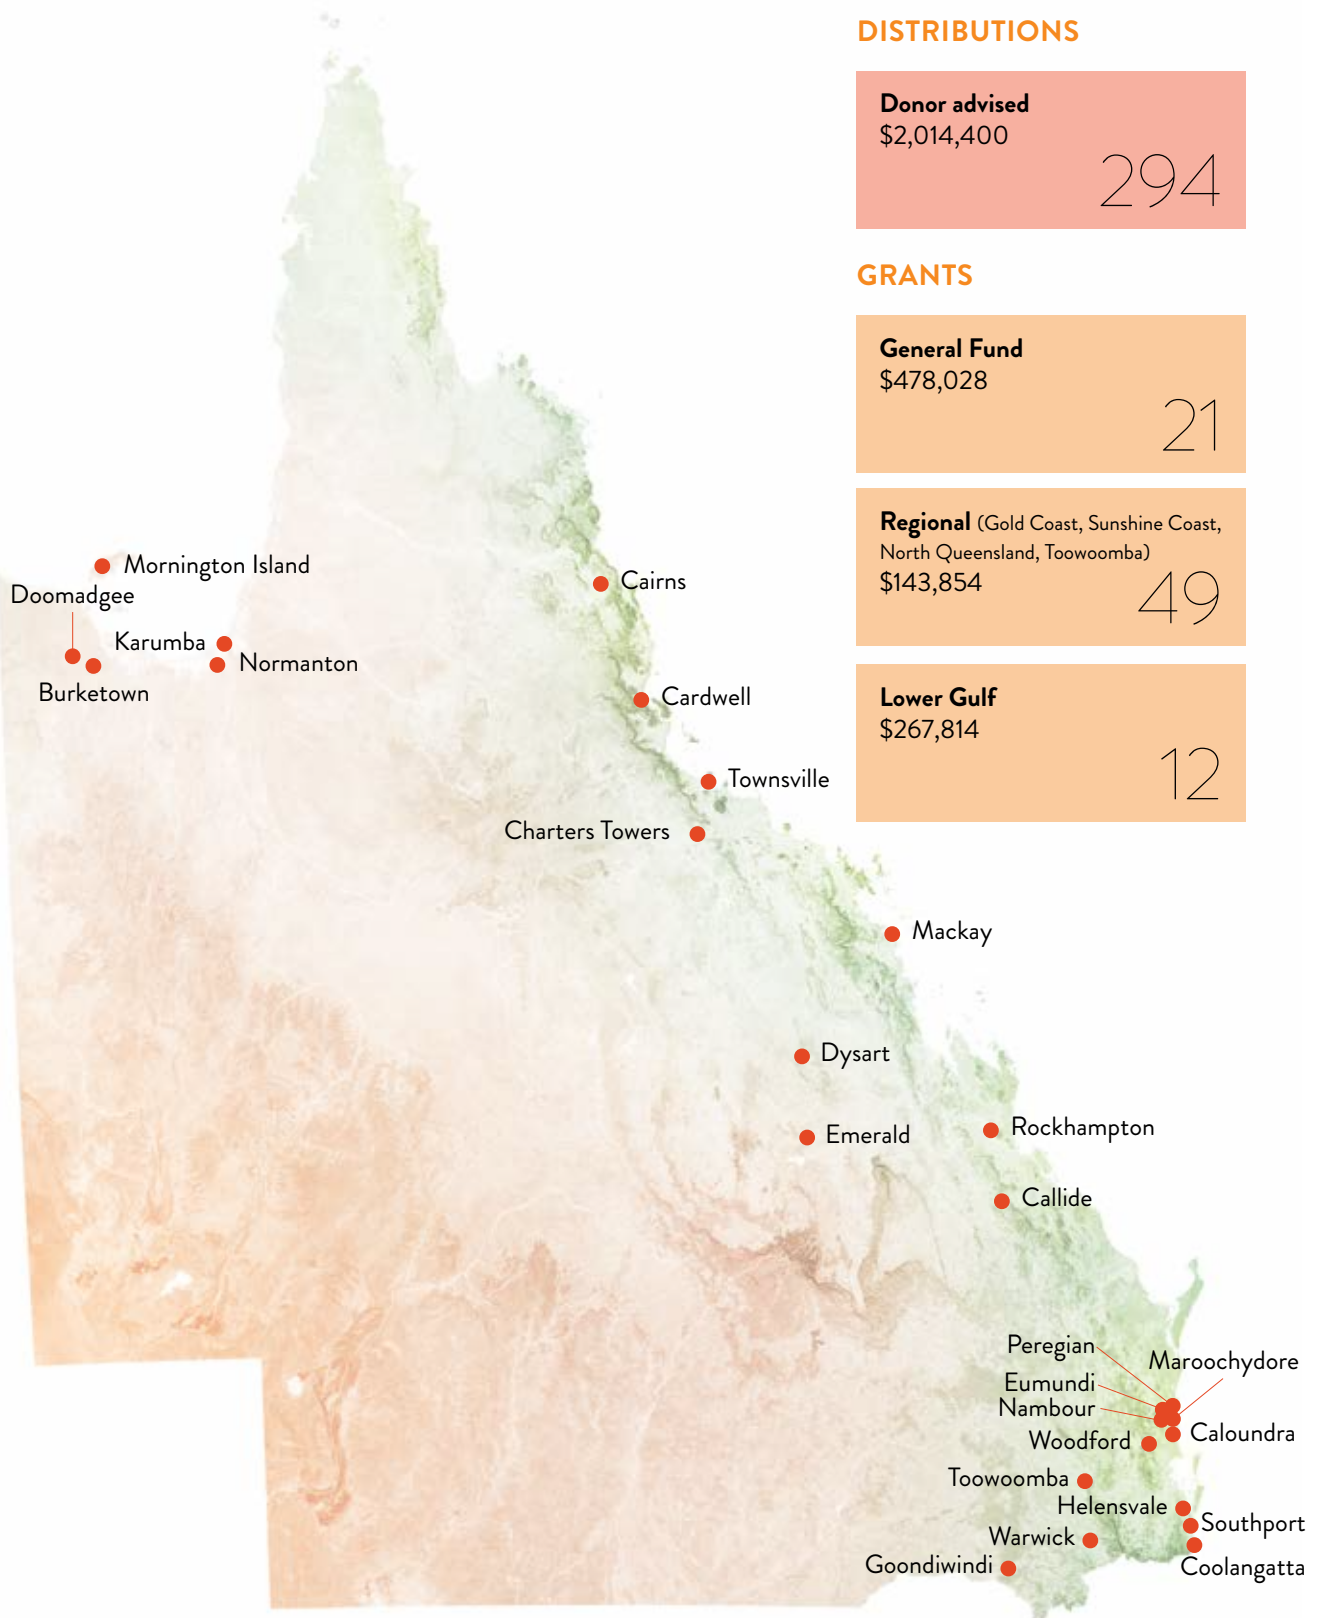 DISTRIBUTIONS
Donor advised
$2,014,400
294
GRANTS
General Fund
$478,028
21
Regional (Gold Coast, Sunshine Coast,
North Queensland, Toowoomba)
$143,854
49
Lower Gulf
$267,814
12
Mornington Island
Doomadgee
Karumba
Normanton
Burketown
Cairns
Cardwell
Townsville
Charters Towers
Mackay
Dysart
Emerald
Rockhampton
Callide
Peregian
Maroochydore
Eumundi
Nambour
Caloundra
Woodford
Toowoomba
Helensvale
Southport
Warwick
Goondiwindi
Coolangatta